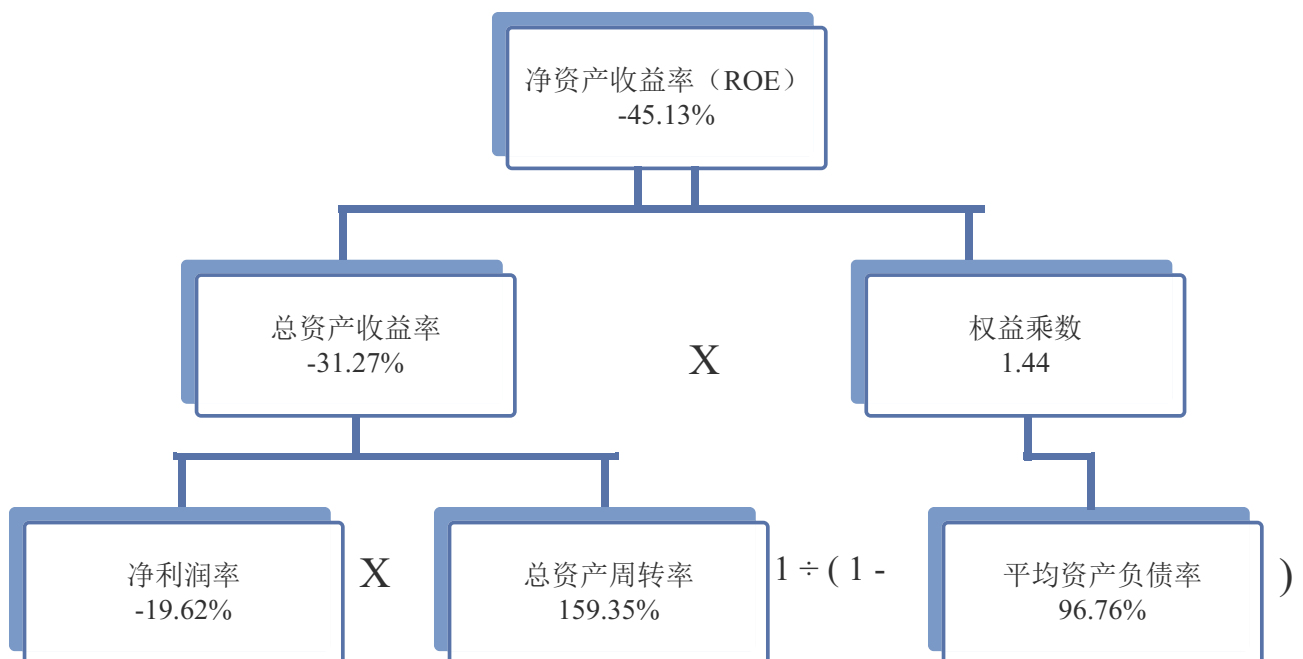 净资产收益率（ROE）
-45.13%
总资产收益率
-31.27%
X
权益乘数
1.44
净利润率
-19.62%
X
总资产周转率
159.35%
1 ÷ ( 1 -
平均资产负债率
96.76%
)